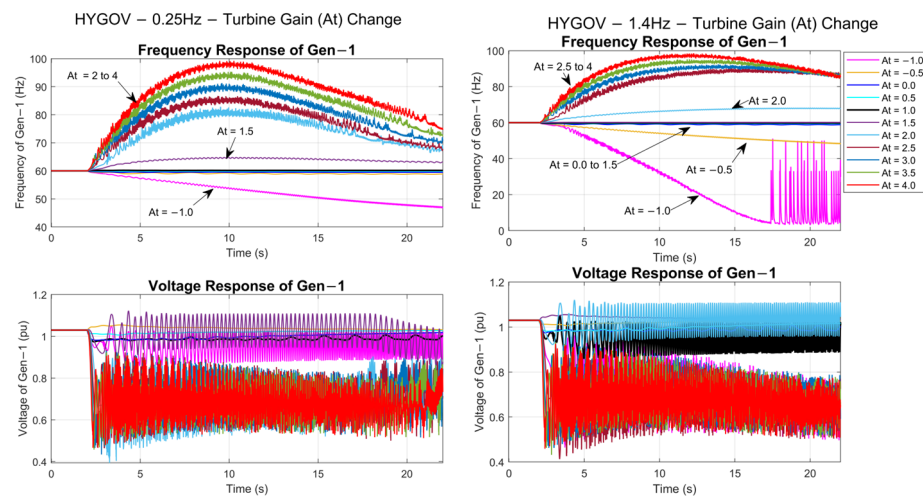 HYGOV − 0.25Hz − Turbine Gain (At) Change
Frequency Response of Gen−1
Frequency of Gen−1 (Hz)
100
90
80
70
60
50
40
At = 2 to 4
At = 1.5
At = −1.0
0
5
10
15
20
Time (s)
Voltage Response of Gen−1
Voltage of Gen−1 (pu)
1.2
1
0.8
0.6
0.4
0
5
10
15
20
Time (s)
HYGOV − 1.4Hz − Turbine Gain (At) Change
Frequency Response of Gen−1
Frequency of Gen−1 (Hz)
100
80
60
40
20
0
At = 2.5 to 4
At = 2.0
At = 0.0 to 1.5
At = −0.5
At = −1.0
0
5
10
15
20
Time (s)
At = −1.0
At = −0.5
At = 0.0
At = 0.5
At = 1.0
At = 1.5
At = 2.0
At = 2.5
At = 3.0
At = 3.5
At = 4.0
Voltage Response of Gen−1
Voltage of Gen−1 (pu)
1.2
1
0.8
0.6
0.4
0
5
10
15
20
Time (s)